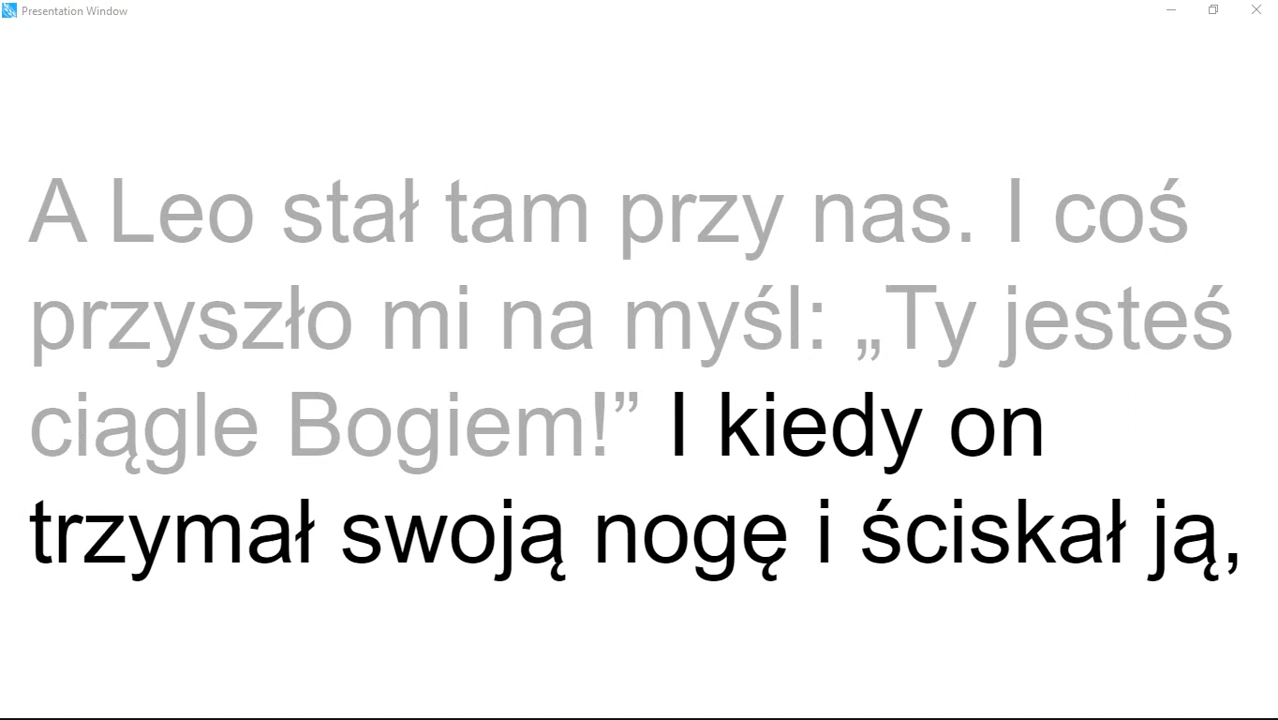 Presentation Window
A Leo stał tam przy nas. I coś
przyszło mi na myśl: „Ty jesteś
ciągle Bogiem!” I kiedy on
trzymał swoją nogę i ściskał ją,